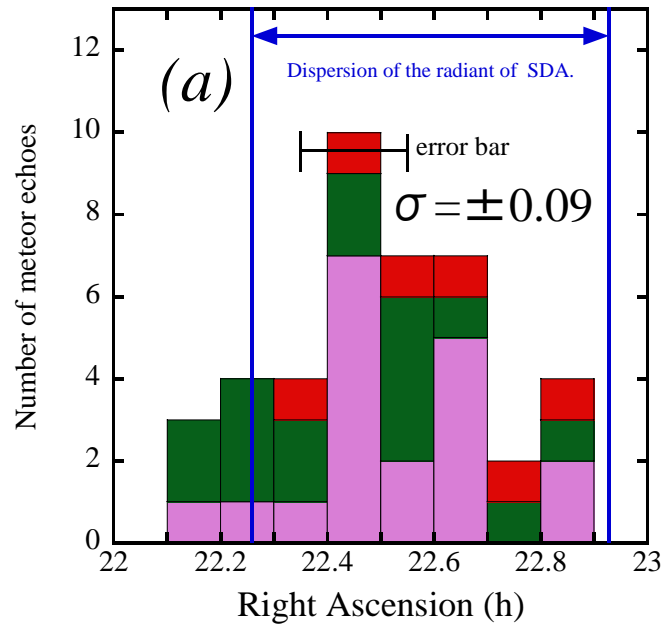 12
10
8
6
4
2
0
Number of meteor echoes
(a)
Dispersion of the radiant of SDA.
error bar
σ=±0.09
22
22.2
22.4
22.6
22.8
23
Right Ascension (h)